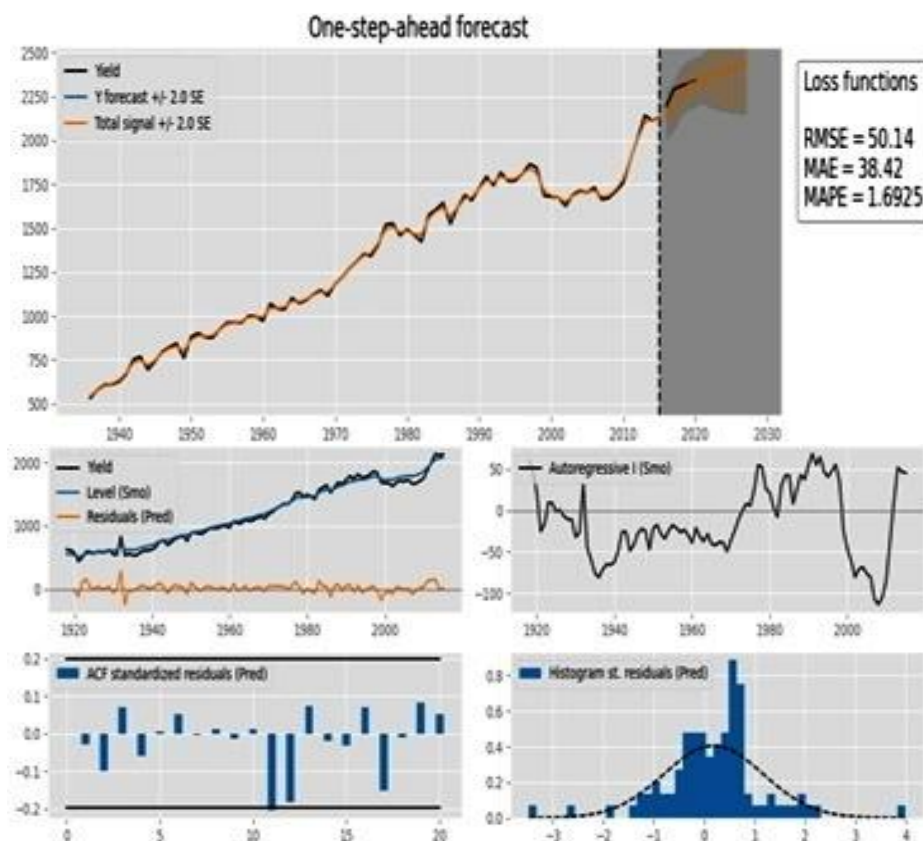 One-step-ahead forecast
2500
2250
2000
1750
1500
1250
1000
750
500
Yield
Y forecast +/- 2.0 SE
Total signal +/- 2.0 SE
1940 1950 1960 1970 1980 1990 2000 2010 2020 2030
Loss functions
RMSE = 50.14
MAE = 38.42
MAPE = 1.6925
2000
1000
0
Yield
Level (Smo)
Residuals (Pred)
1920 1940 1960 1980 2000
50
0
−50
−100
Autoregressive I (Smo)
1920 1940 1960 1980 2000
0.2
0.1
0.0
−0.1
−0.2
ACF standardized residuals (Pred)
0 5 10 15 20
0.8
0.6
0.4
0.2
0.0
Histogram st. residuals (Pred)
−3 −2 −1 0 1 2 3 4